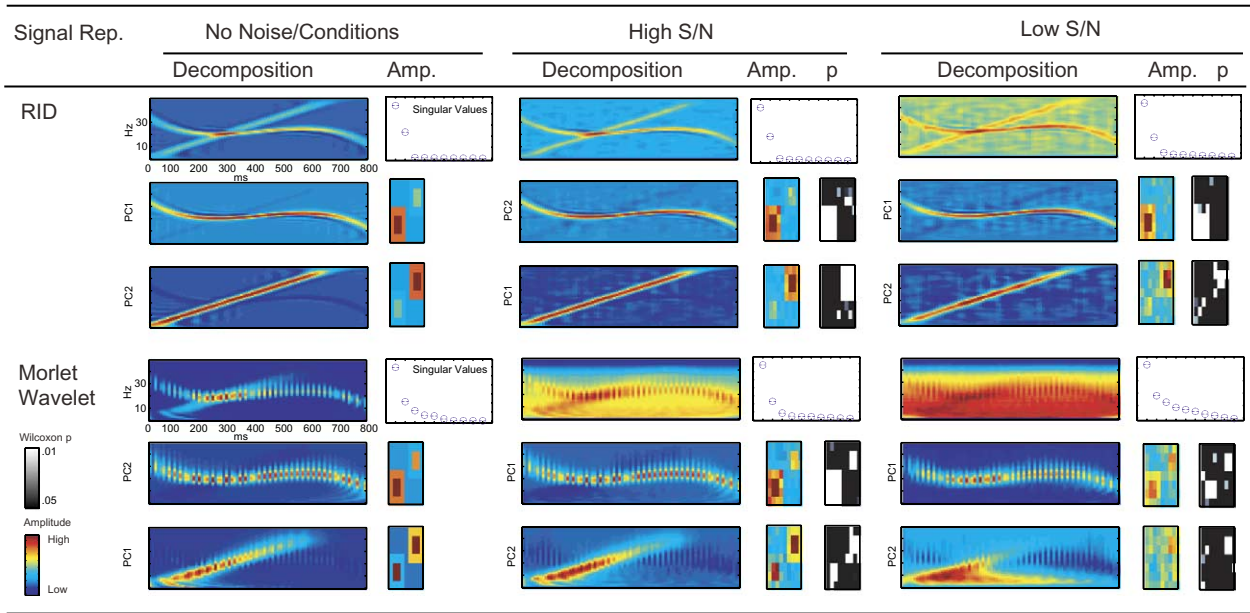 Signal Rep. No Noise/Conditions High S/N Low S/N
Decomposition Amp. Decomposition Amp. p Decomposition Amp. p
RID
Hz
30
10
Singular Values
0 100 200 300 400 500 600 700 800
ms
PC1 PC2 PC1
PC2 PC1 PC2
Morlet
Wavelet
Hz
30
10
Singular Values
0 100 200 300 400 500 600 700 800
ms
Wilcoxon p
.01
.05
PC2 PC1 PC1
Amplitude
High
Low
PC1 PC2 PC2